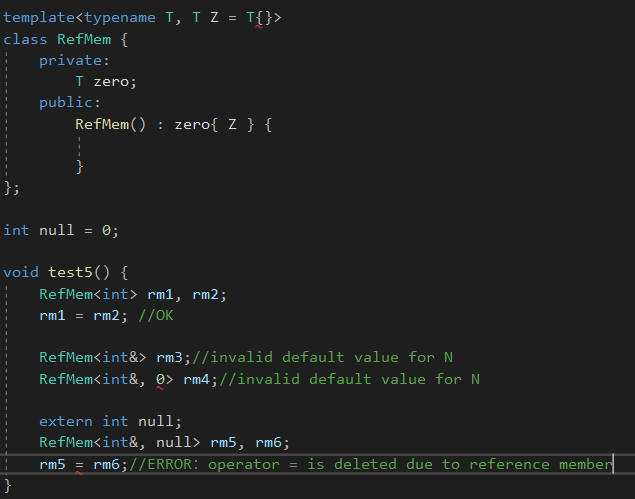 template<typename T, T Z = T{}>
class RefMem {
    private:
        T zero;
    public:
        RefMem() : zero{ Z } {
        }
};
int null = 0;
void test5() {
    RefMem<int> rm1, rm2;
    rm1 = rm2; //OK
    RefMem<int&> rm3;//invalid default value for N
    RefMem<int&, 0> rm4;//invalid default value for N
    extern int null;
    RefMem<int&, null> rm5, rm6;
    rm5 = rm6;//ERROR: operator = is deleted due to reference member
}